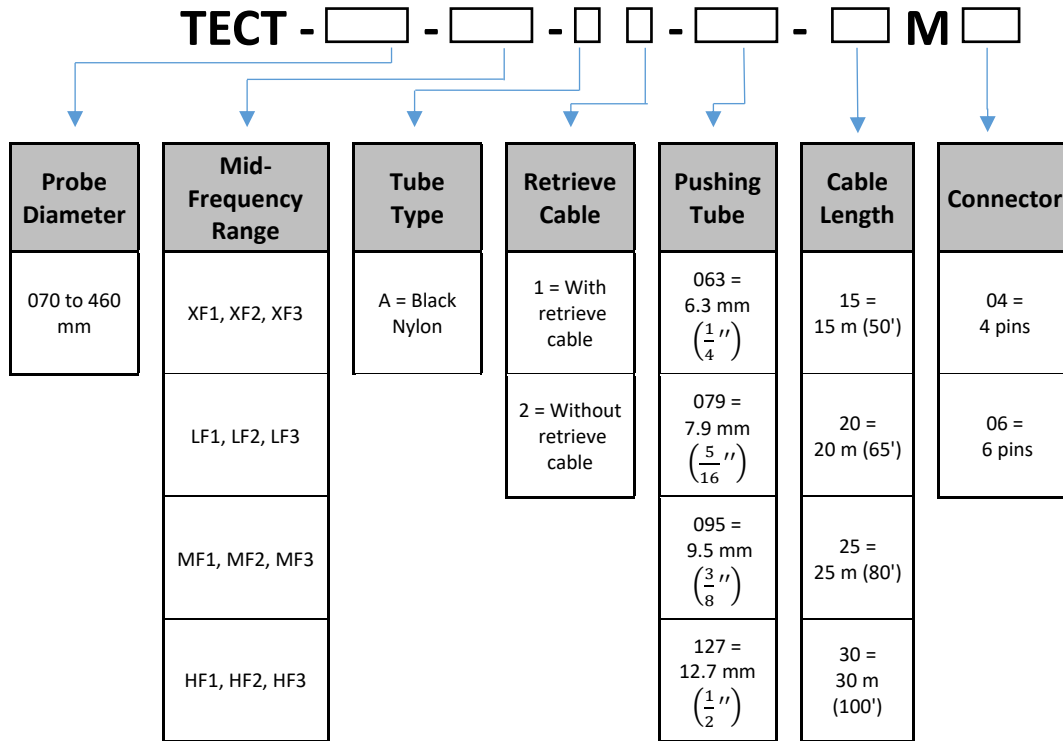 TECT - - - - - M
Probe Diameter
Mid-Frequency Range
Tube Type
Retrieve Cable
Pushing Tube
Cable Length
Connector
070 to 460
mm
XF1, XF2, XF3
A = Black
Nylon
1 = With
retrieve
cable
063 =
6.3 mm
(1/4 ′′)
15 =
15 m (50')
04 =
4 pins
LF1, LF2, LF3
2 = Without
retrieve
cable
079 =
7.9 mm
(5/16 ′′)
20 =
20 m (65')
06 =
6 pins
MF1, MF2, MF3
095 =
9.5 mm
(3/8 ′′)
25 =
25 m (80')
HF1, HF2, HF3
127 =
12.7 mm
(1/2 ′′)
30 =
30 m
(100')